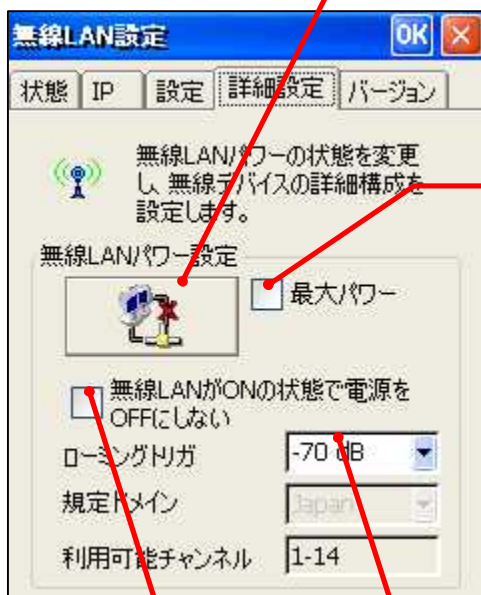 無線LAN設定 OK
状態 IP 設定 詳細設定 バージョン
無線LANパワーの状態を変更
し、無線デバイスの詳細構成を
設定します。
無線LANパワー設定
最大パワー
無線LANがONの状態で電源を
OFFにしない
ローミングトリガ -70 dB
規定ドメイン Japan
利用可能チャンネル 1-14